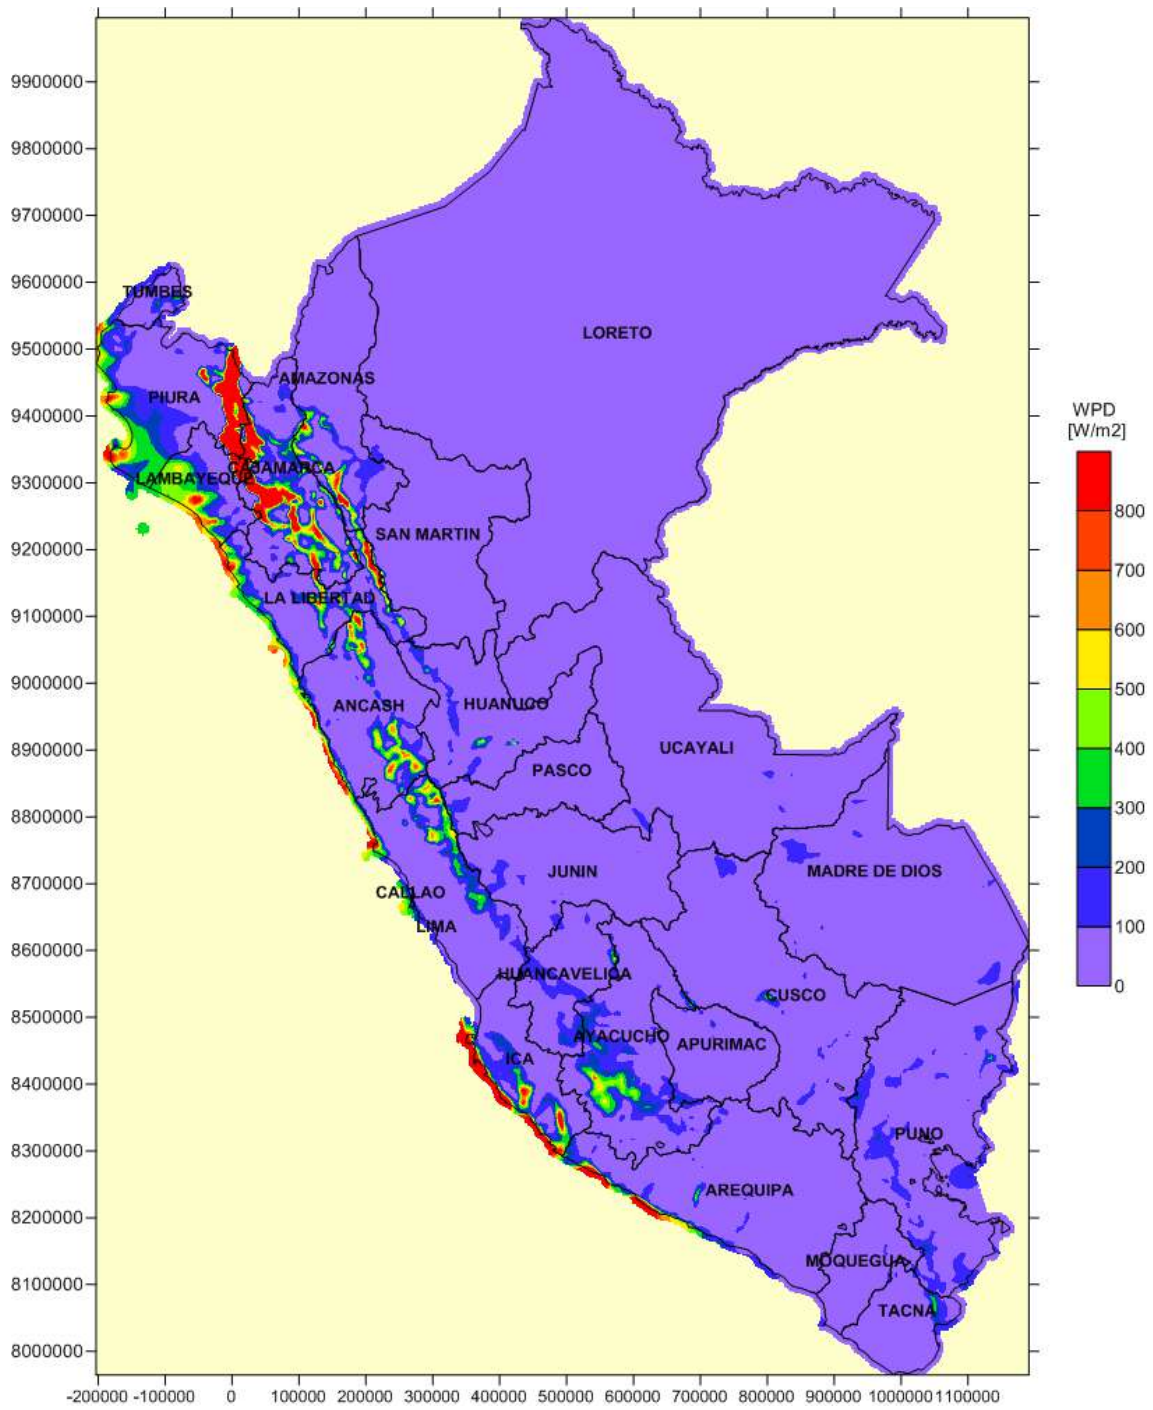 9900000
9800000
9700000
9600000
9500000
9400000
9300000
9200000
9100000
9000000
8900000
8800000
8700000
8600000
8500000
8400000
8300000
8200000
8100000
8000000
TUMBES
LORETO
AMAZONAS
PIURA
CAJAMARCA
LAMBAYEQUE
SAN MARTIN
LA LIBERTAD
ANCASH
HUANUCO
UCAYALI
PASCO
JUNIN
MADRE DE DIOS
CALLAO
LIMA
HUANCAVELICA
CUSCO
AYACUCHO
APURIMAC
ICA
PUNO
AREQUIPA
MOQUEGUA
TACNA
WPD
[W/m2]
800
700
600
500
400
300
200
100
0
-200000 -100000 0 100000 200000 300000 400000 500000 600000 700000 800000 900000 1000000 1100000